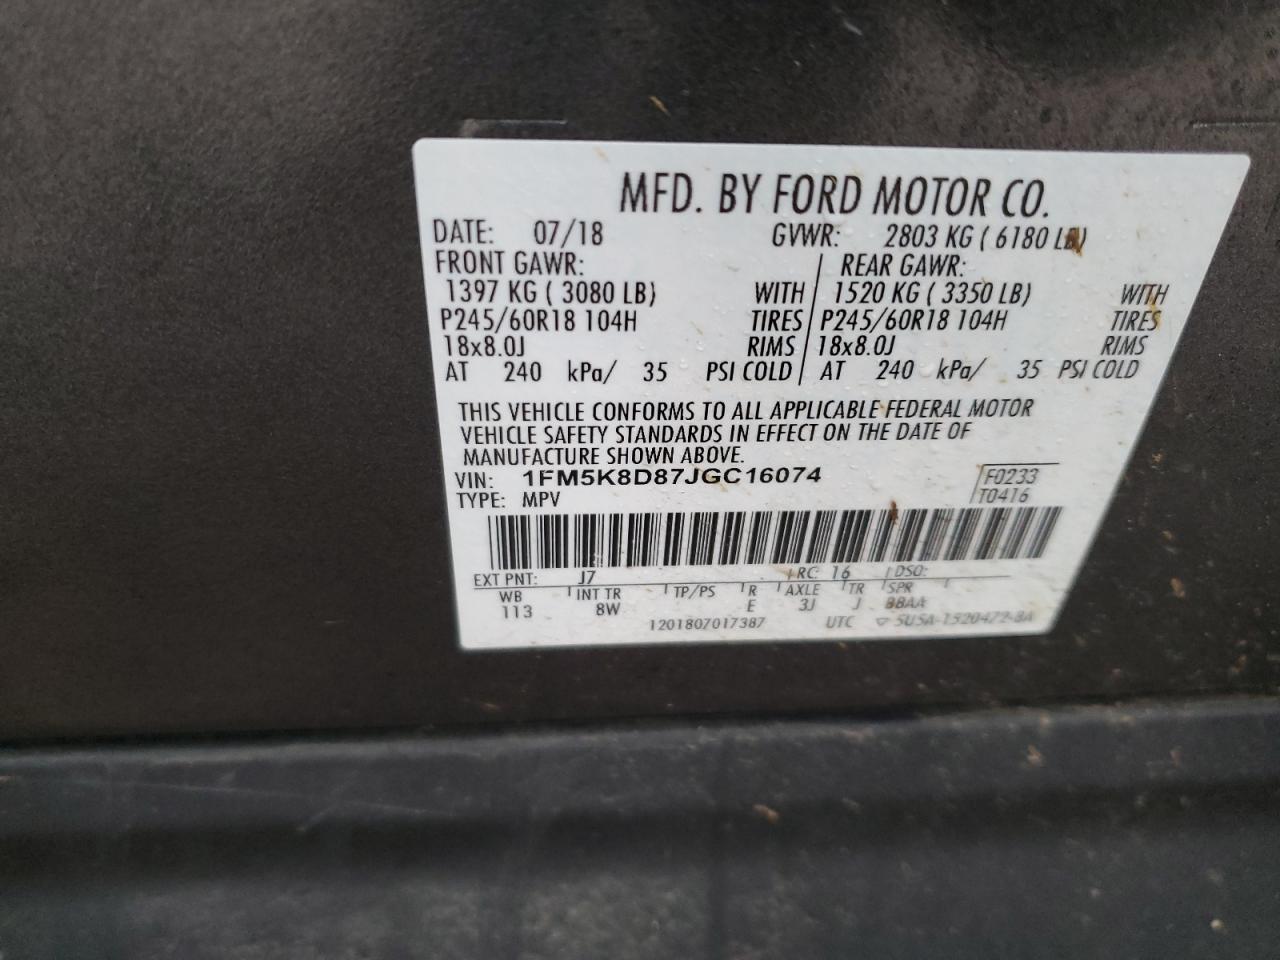 MFD. BY FORD MOTOR CO.
DATE: 07/18 GVWR: 2803 KG ( 6180 LB)
FRONT GAWR: REAR GAWR:
1397 KG ( 3080 LB) WITH 1520 KG ( 3350 LB) WITH
P245/60R18 104H TIRES P245/60R18 104H TIRES
18x8.0J RIMS 18x8.0J RIMS
AT 240 kPa/ 35 PSI COLD AT 240 kPa/ 35 PSI COLD
THIS VEHICLE CONFORMS TO ALL APPLICABLE FEDERAL MOTOR
VEHICLE SAFETY STANDARDS IN EFFECT ON THE DATE OF
MANUFACTURE SHOWN ABOVE.
VIN: 1FM5K8D87JGC16074 F0233
TYPE: MPV T0416
EXT PNT: J7 RC: 16 DSO:
WB INT TR TP/PS R AXLE TR SPR
113 8W E 3J J BBAA
1201807017387 UTC ▽ 5U5A-1520472-BA